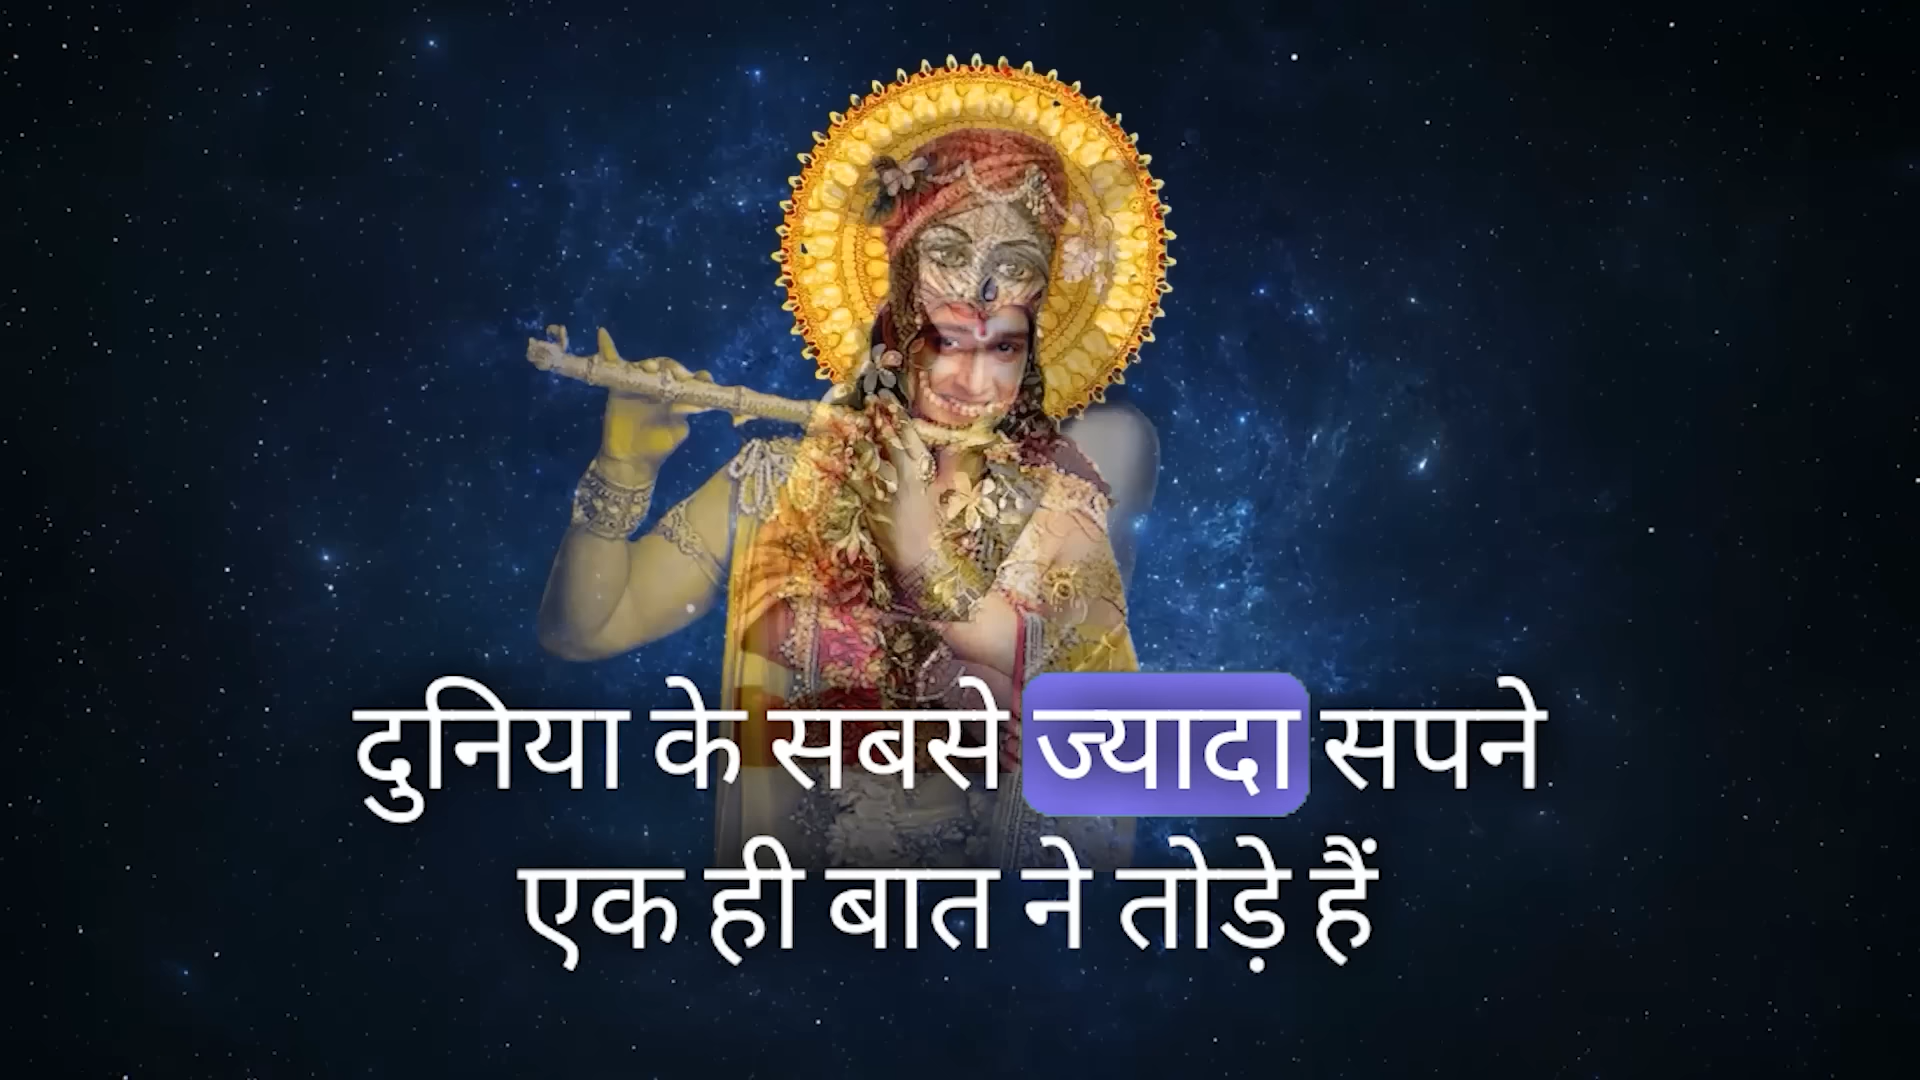 दुनिया के सबसे ज्यादा सपने
एक ही बात ने तोड़े हैं